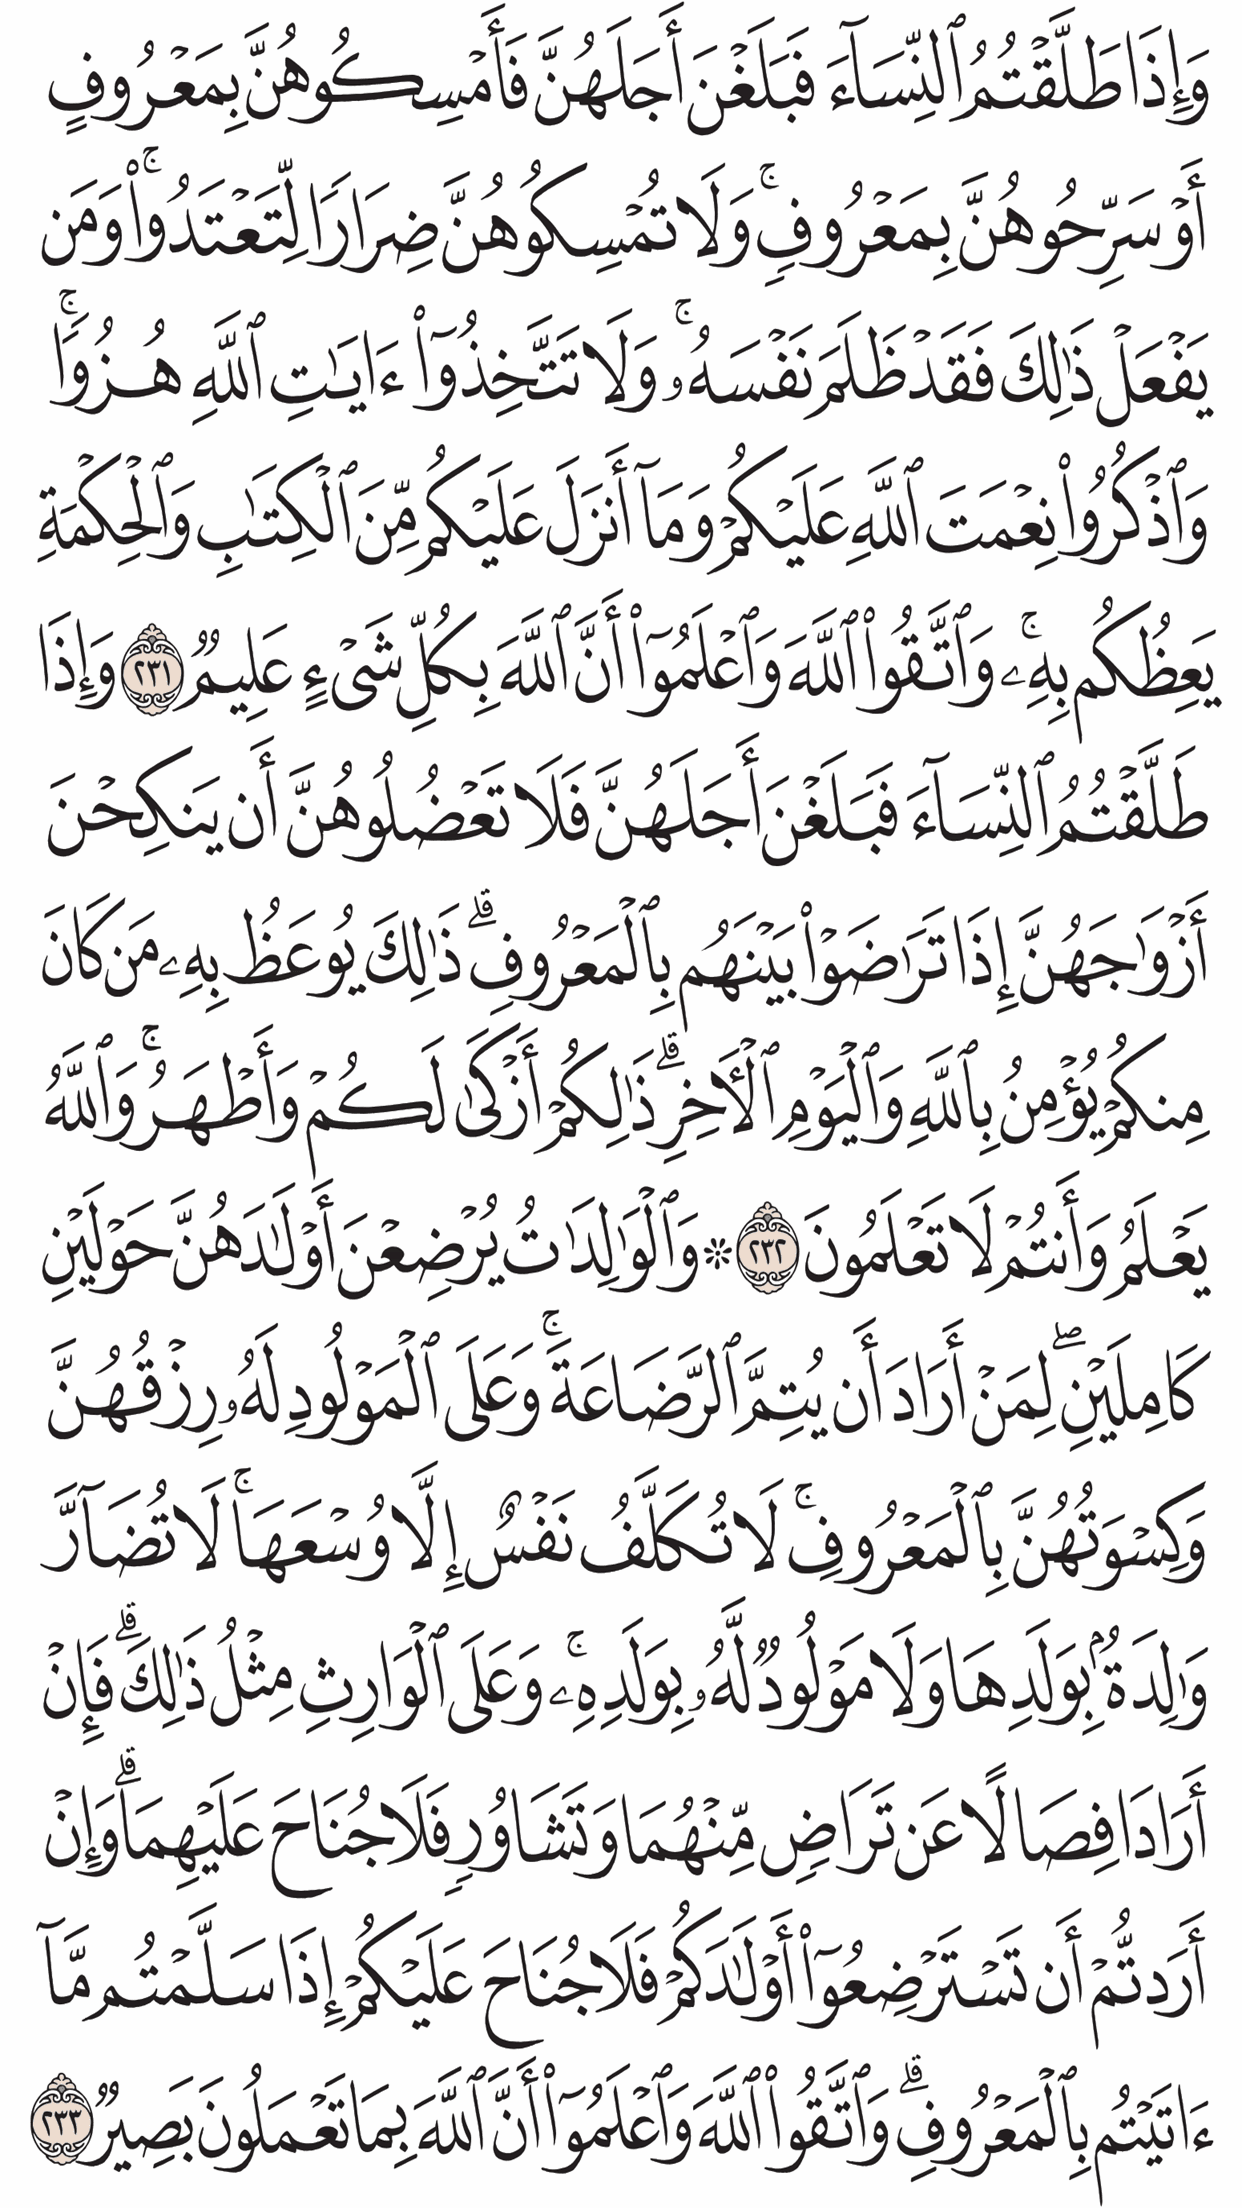 وَإِذَا طَلَّقۡتُمُ ٱلنِّسَآءَ فَبَلَغۡنَ أَجَلَهُنَّ فَأَمۡسِكُوهُنَّ بِمَعۡرُوفٍ
أَوۡ سَرِّحُوهُنَّ بِمَعۡرُوفٖۚ وَلَا تُمۡسِكُوهُنَّ ضِرَارٗا لِّتَعۡتَدُواْۚ وَمَن
يَفۡعَلۡ ذَٰلِكَ فَقَدۡ ظَلَمَ نَفۡسَهُۥۚ وَلَا تَتَّخِذُوٓاْ ءَايَٰتِ ٱللَّهِ هُزُوٗاۚ
وَٱذۡكُرُواْ نِعۡمَتَ ٱللَّهِ عَلَيۡكُمۡ وَمَآ أَنزَلَ عَلَيۡكُم مِّنَ ٱلۡكِتَٰبِ وَٱلۡحِكۡمَةِ
يَعِظُكُم بِهِۦۚ وَٱتَّقُواْ ٱللَّهَ وَٱعۡلَمُوٓاْ أَنَّ ٱللَّهَ بِكُلِّ شَيۡءٍ عَلِيمٞ ٢٣١ وَإِذَا
طَلَّقۡتُمُ ٱلنِّسَآءَ فَبَلَغۡنَ أَجَلَهُنَّ فَلَا تَعۡضُلُوهُنَّ أَن يَنكِحۡنَ
أَزۡوَٰجَهُنَّ إِذَا تَرَٰضَوۡاْ بَيۡنَهُم بِٱلۡمَعۡرُوفِۗ ذَٰلِكَ يُوعَظُ بِهِۦ مَن كَانَ
مِنكُمۡ يُؤۡمِنُ بِٱللَّهِ وَٱلۡيَوۡمِ ٱلۡأٓخِرِۗ ذَٰلِكُمۡ أَزۡكَىٰ لَكُمۡ وَأَطۡهَرُۚ وَٱللَّهُ
يَعۡلَمُ وَأَنتُمۡ لَا تَعۡلَمُونَ ٢٣٢ ۞ وَٱلۡوَٰلِدَٰتُ يُرۡضِعۡنَ أَوۡلَٰدَهُنَّ حَوۡلَيۡنِ
كَامِلَيۡنِۖ لِمَنۡ أَرَادَ أَن يُتِمَّ ٱلرَّضَاعَةَۚ وَعَلَى ٱلۡمَوۡلُودِ لَهُۥ رِزۡقُهُنَّ
وَكِسۡوَتُهُنَّ بِٱلۡمَعۡرُوفِۚ لَا تُكَلَّفُ نَفۡسٌ إِلَّا وُسۡعَهَاۚ لَا تُضَآرَّ
وَٰلِدَةُۢ بِوَلَدِهَا وَلَا مَوۡلُودٞ لَّهُۥ بِوَلَدِهِۦۚ وَعَلَى ٱلۡوَارِثِ مِثۡلُ ذَٰلِكَۗ فَإِنۡ
أَرَادَا فِصَالًا عَن تَرَاضٖ مِّنۡهُمَا وَتَشَاوُرٖ فَلَا جُنَاحَ عَلَيۡهِمَاۗ وَإِنۡ
أَرَدتُّمۡ أَن تَسۡتَرۡضِعُوٓاْ أَوۡلَٰدَكُمۡ فَلَا جُنَاحَ عَلَيۡكُمۡ إِذَا سَلَّمۡتُم مَّآ
ءَاتَيۡتُم بِٱلۡمَعۡرُوفِۗ وَٱتَّقُواْ ٱللَّهَ وَٱعۡلَمُوٓاْ أَنَّ ٱللَّهَ بِمَا تَعۡمَلُونَ بَصِيرٞ ٢٣٣